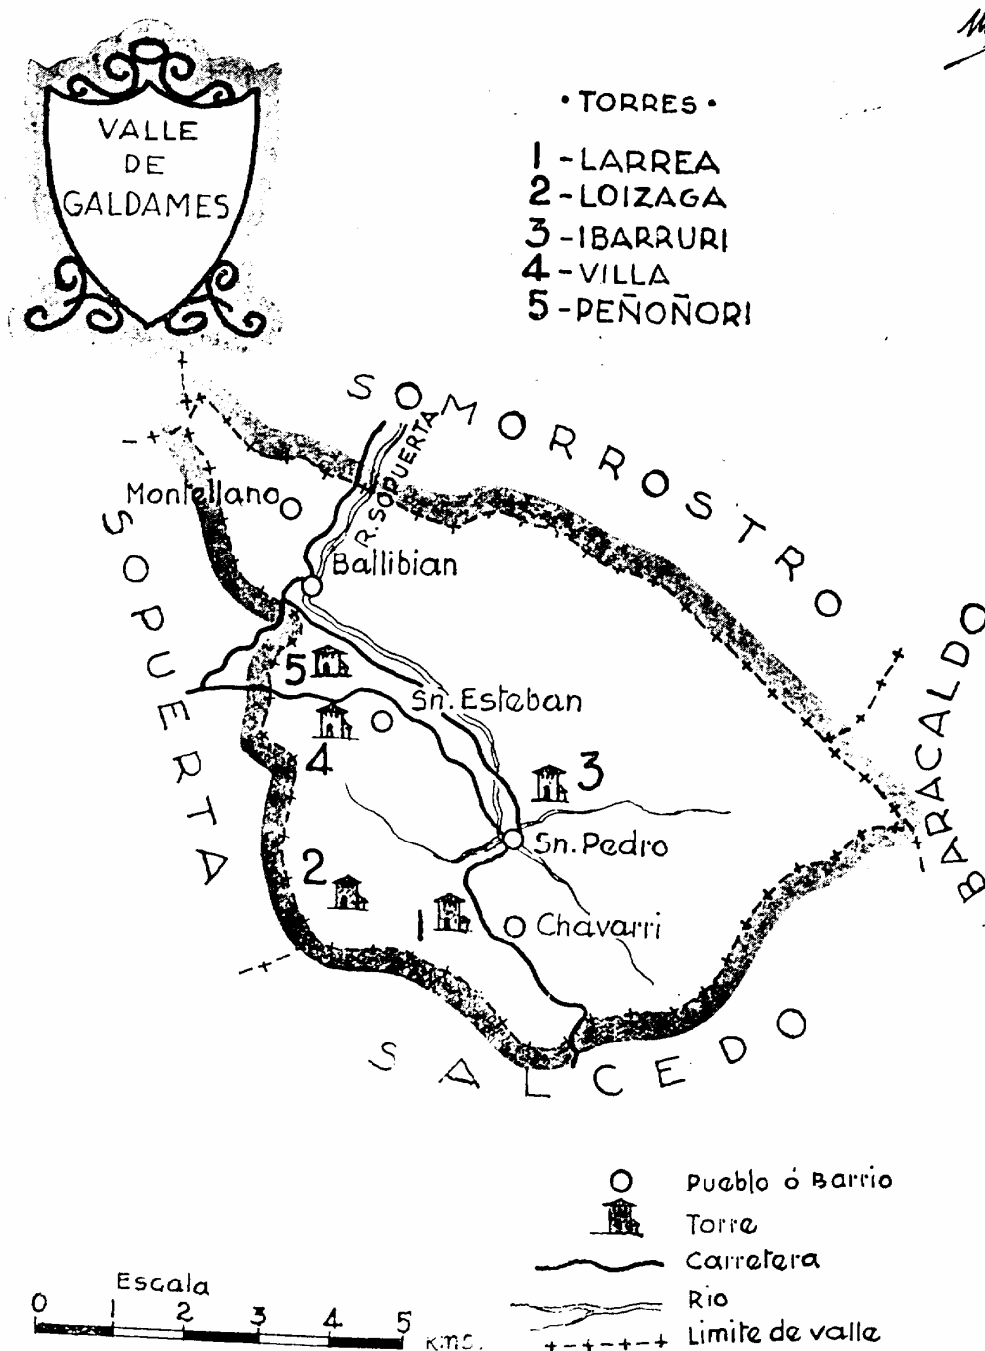 VALLE
DE
GALDAMES
• TORRES •
1 - LARREA
2 - LOIZAGA
3 - IBARRURI
4 - VILLA
5 - PEÑOÑORI
SOMORROSTRO
R. SOPUERTA
Montellano
SOPUERTA
Ballibian
BARACALDO
5
Sn. Esteban
4
3
Sn. Pedro
2
1
Chavarri
SALCEDO
Pueblo ó Barrio
Torre
Carretera
Rio
Limite de valle
Escala
0 1 2 3 4 5
K.m.s.